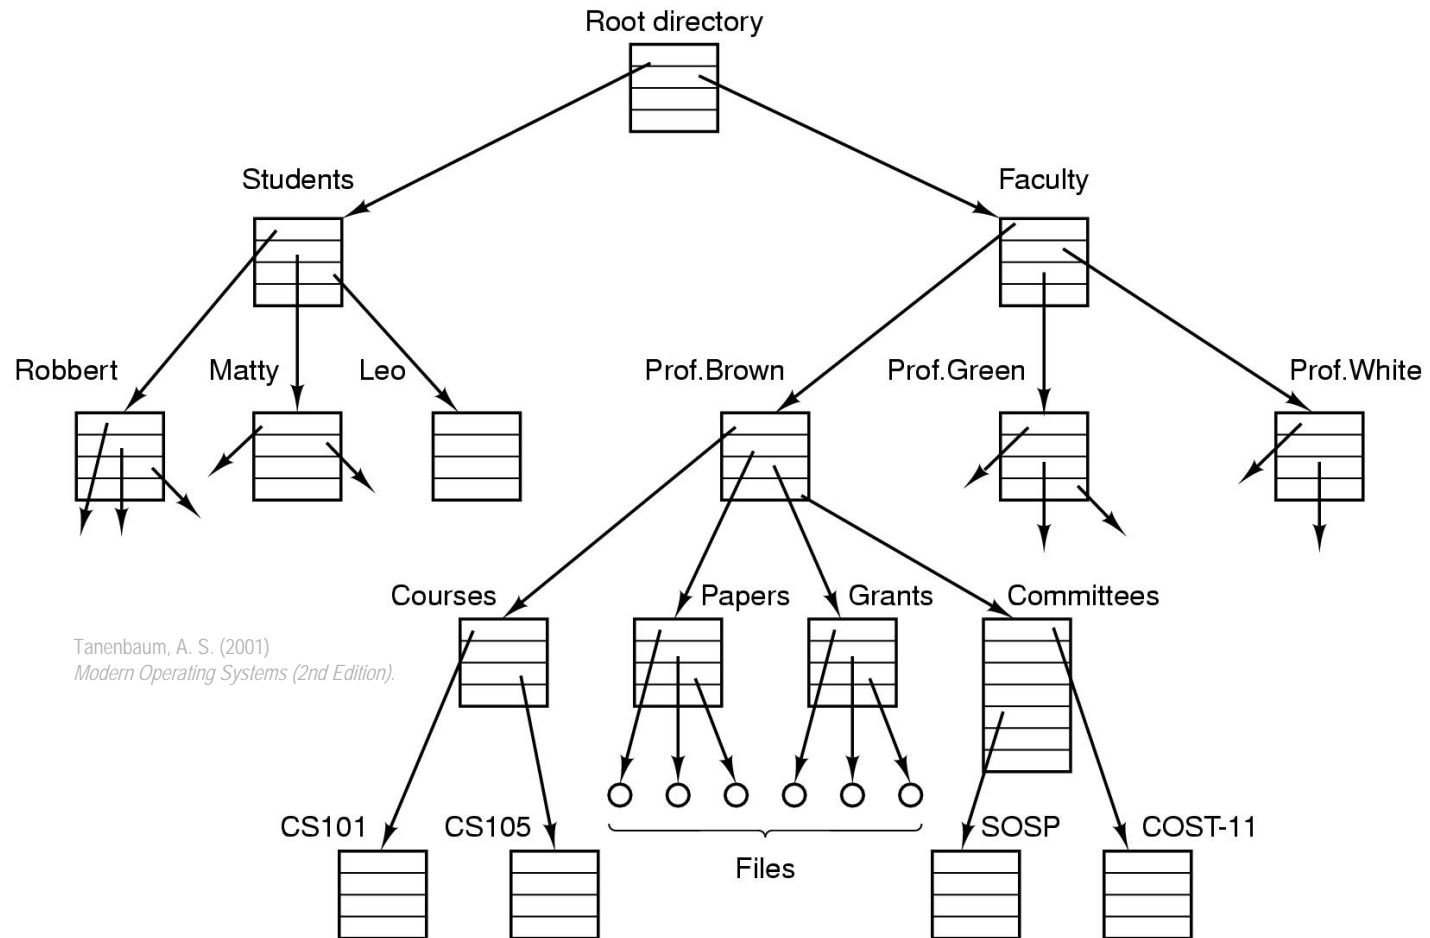 Root directory
Students
Faculty
Robbert
Matty
Leo
Prof.Brown
Prof.Green
Prof.White
Courses
Papers
Grants
Committees
Tanenbaum, A. S. (2001)
Modern Operating Systems (2nd Edition).
CS101
CS105
SOSP
COST-11
Files